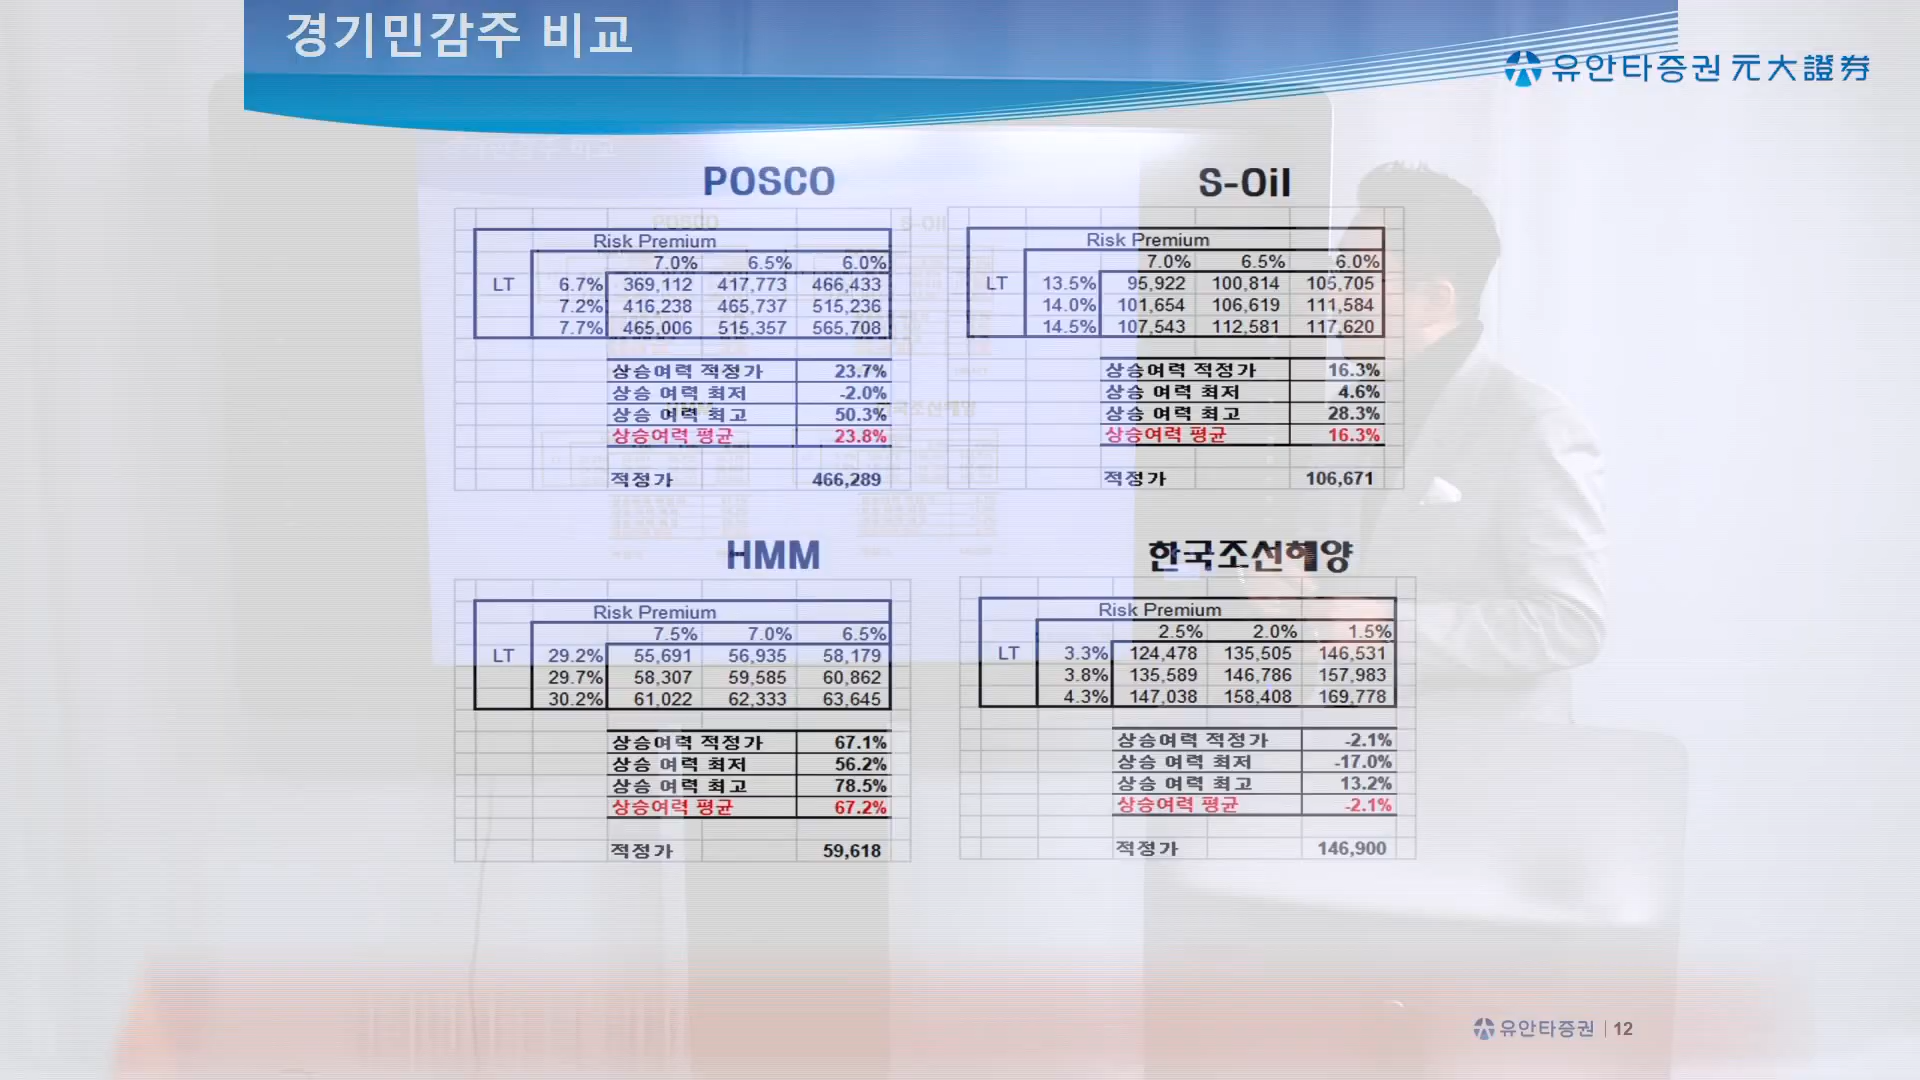 경기민감주 비교
유안타증권 元大證券
POSCO
Risk Premium
7.0% 6.5% 6.0%
LT 6.7% 369,112 417,773 466,433
7.2% 416,238 465,737 515,236
7.7% 465,006 515,357 565,708
상승여력 적정가 23.7%
상승 여력 최저 -2.0%
상승 여력 최고 50.3%
상승여력 평균 23.8%
적정가 466,289
S-Oil
Risk Premium
7.0% 6.5% 6.0%
LT 13.5% 95,922 100,814 105,705
14.0% 101,654 106,619 111,584
14.5% 107,543 112,581 117,620
상승여력 적정가 16.3%
상승 여력 최저 4.6%
상승 여력 최고 28.3%
상승여력 평균 16.3%
적정가 106,671
HMM
Risk Premium
7.5% 7.0% 6.5%
LT 29.2% 55,691 56,935 58,179
29.7% 58,307 59,585 60,862
30.2% 61,022 62,333 63,645
상승여력 적정가 67.1%
상승 여력 최저 56.2%
상승 여력 최고 78.5%
상승여력 평균 67.2%
적정가 59,618
한국조선해양
Risk Premium
2.5% 2.0% 1.5%
LT 3.3% 124,478 135,505 146,531
3.8% 135,589 146,786 157,983
4.3% 147,038 158,408 169,778
상승여력 적정가 -2.1%
상승 여력 최저 -17.0%
상승 여력 최고 13.2%
상승여력 평균 -2.1%
적정가 146,900
유안타증권 | 12